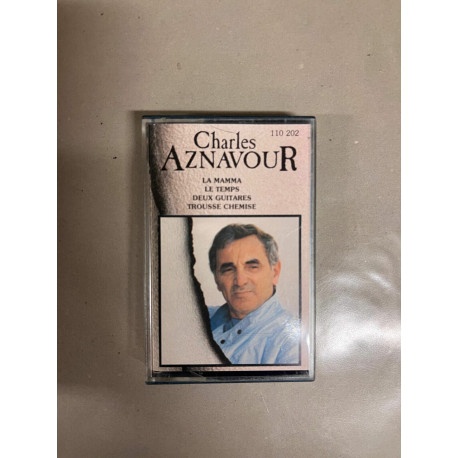 110 202
Charles
AZNAVOUR
LA MAMMA
LE TEMPS
DEUX GUITARES
TROUSSE CHEMISE